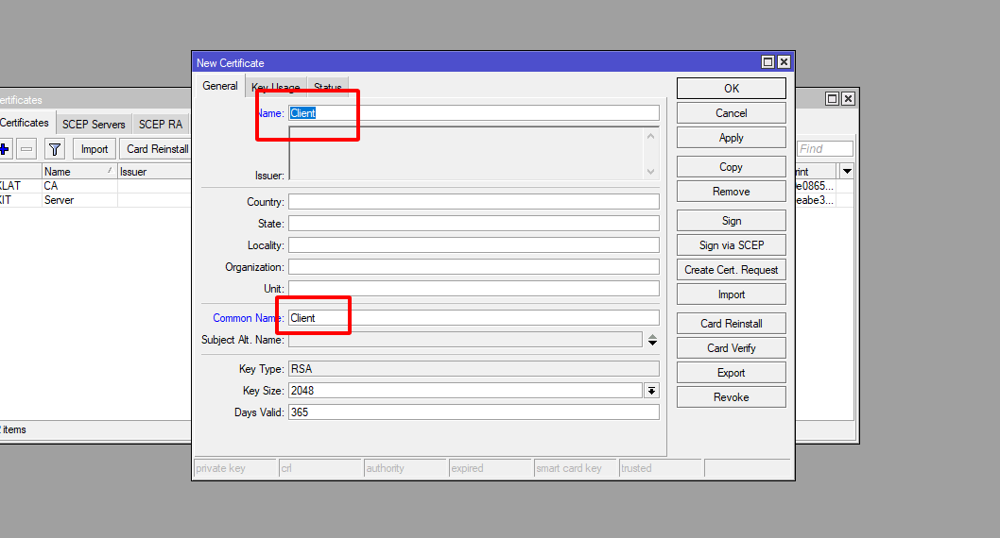 New Certificate
General Key Usage Status
Name: Client
Issuer:
Country:
State:
Locality:
Organization:
Unit:
Common Name: Client
Subject Alt. Name:
Key Type: RSA
Key Size: 2048
Days Valid: 365
private key crl authority expired smart card key trusted
OK
Cancel
Apply
Copy
Remove
Sign
Sign via SCEP
Create Cert. Request
Import
Card Reinstall
Card Verify
Export
Revoke
ertificates
Certificates SCEP Servers SCEP RA
Import Card Reinstall Find
Name Issuer rint
KLAT CA e0865...
KIT Server eabe3...
items